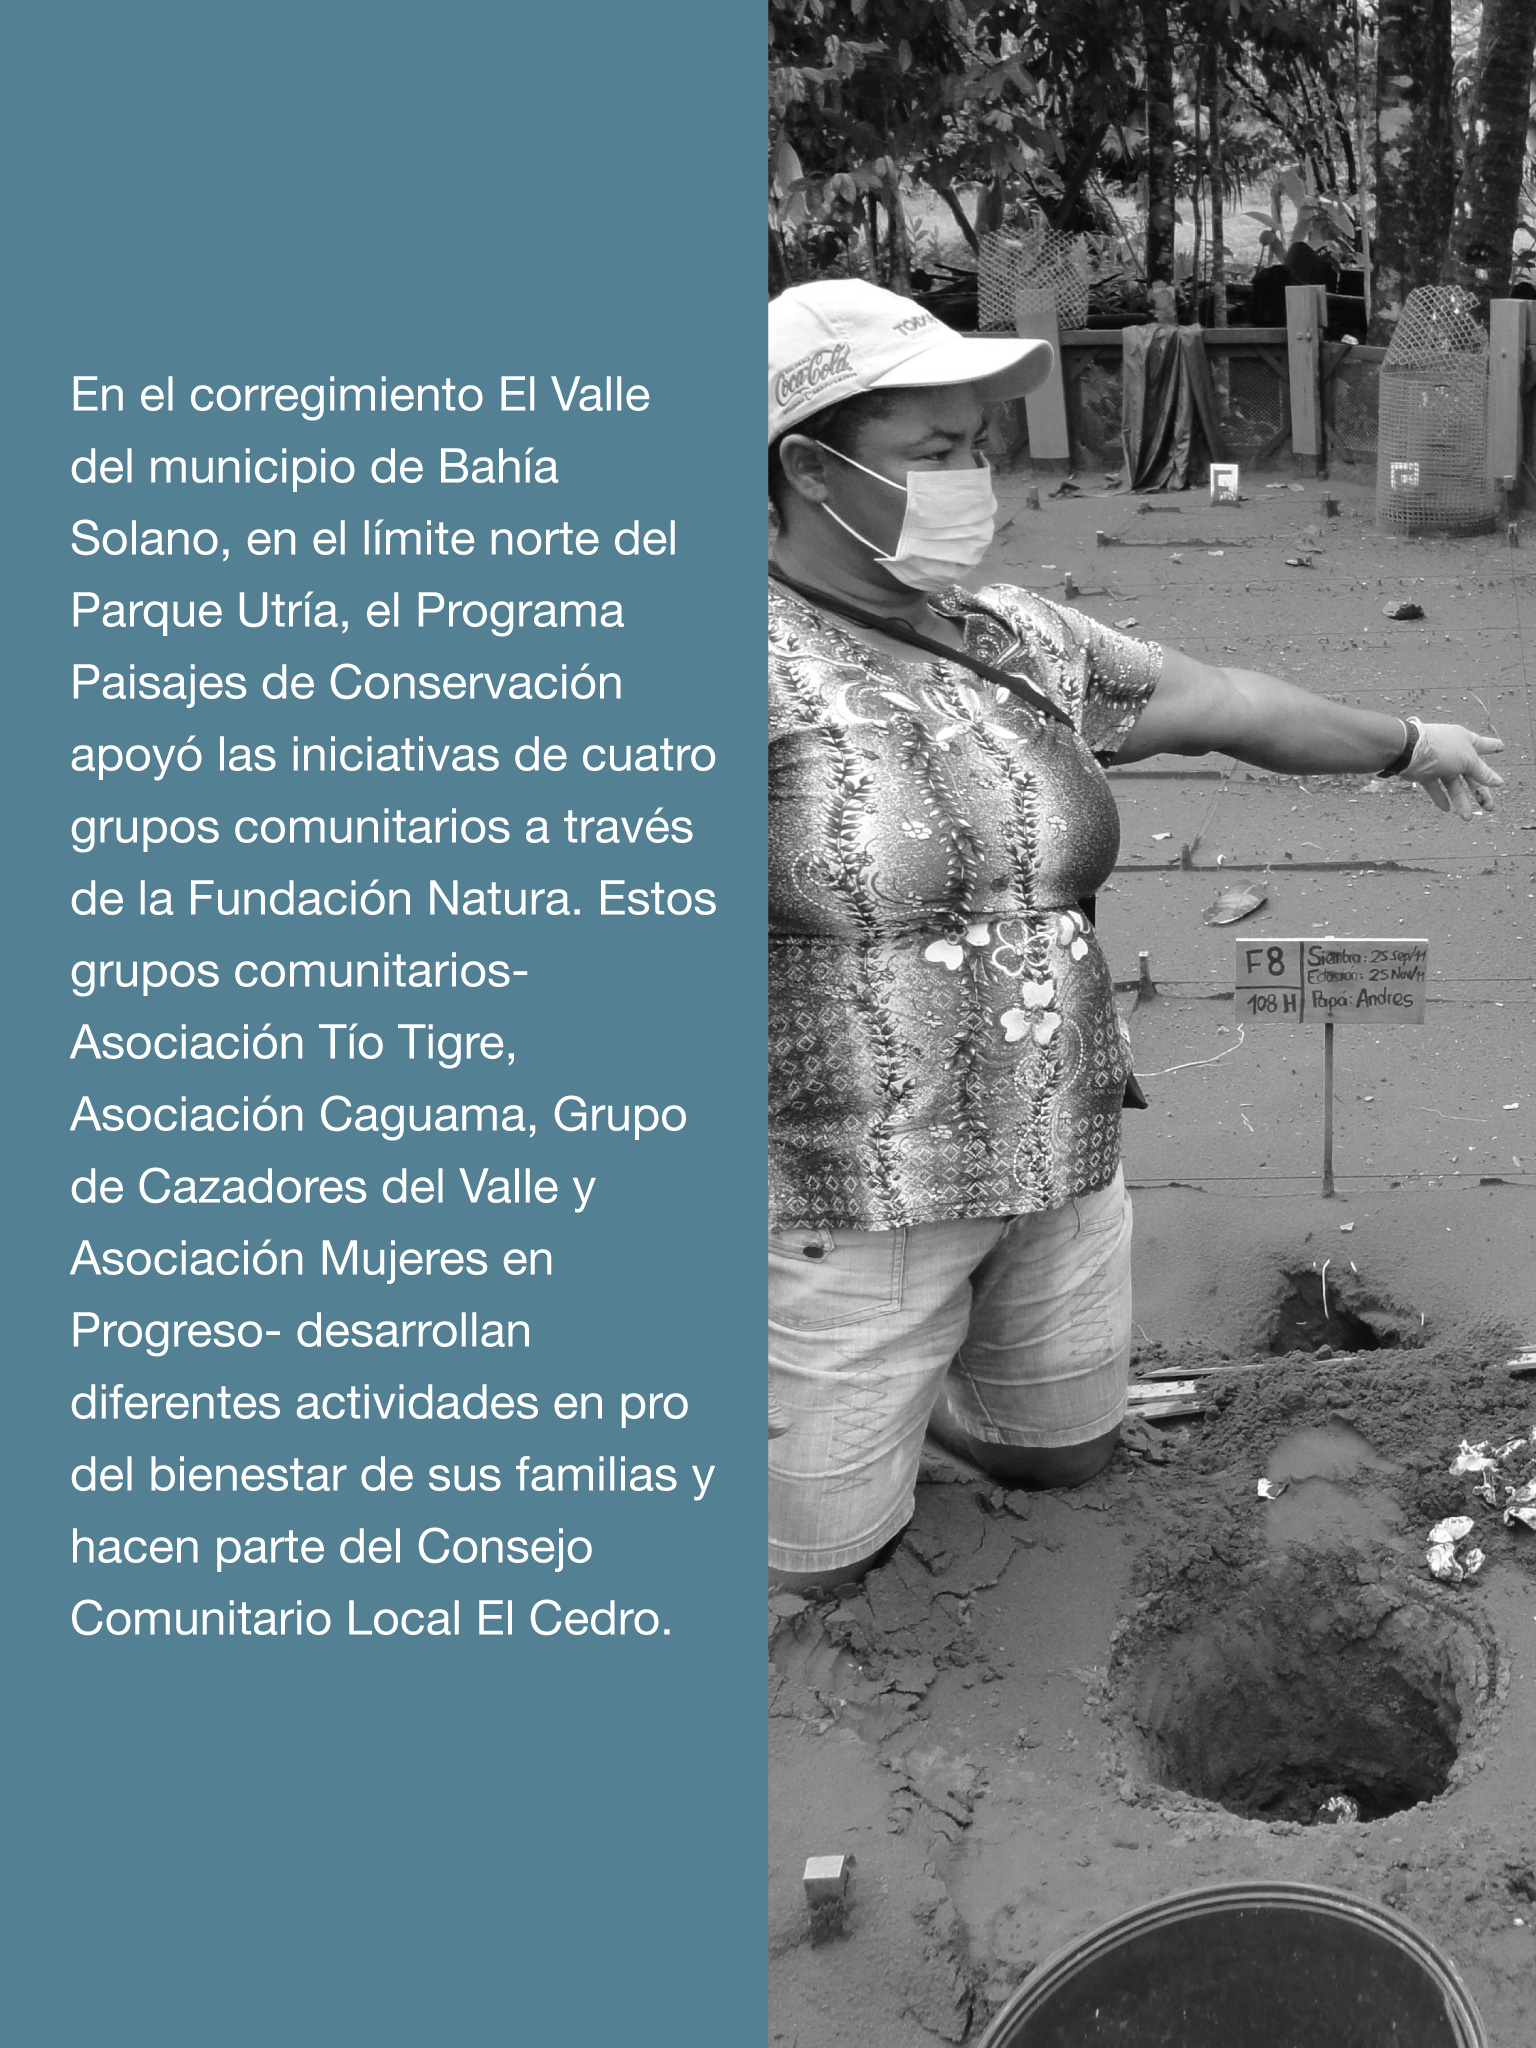 En el corregimiento El Valle
del municipio de Bahía
Solano, en el límite norte del
Parque Utría, el Programa
Paisajes de Conservación
apoyó las iniciativas de cuatro
grupos comunitarios a través
de la Fundación Natura. Estos
grupos comunitarios-
Asociación Tío Tigre,
Asociación Caguama, Grupo
de Cazadores del Valle y
Asociación Mujeres en
Progreso- desarrollan
diferentes actividades en pro
del bienestar de sus familias y
hacen parte del Consejo
Comunitario Local El Cedro.
Coca-Cola
F8
108 H
Siembra: 25 Sep/11
Eclosion: 25 Nov/11
Papá: Andres